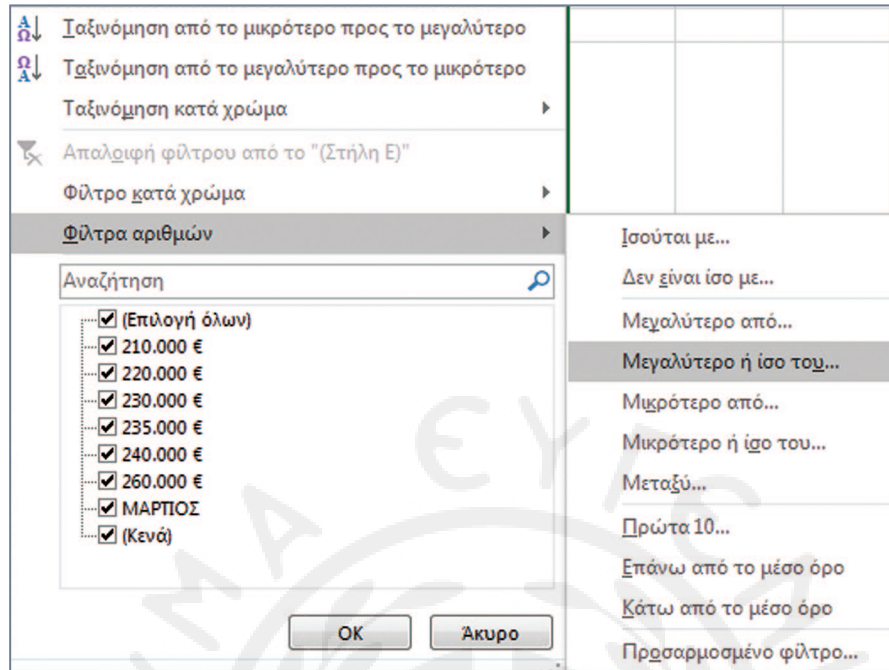 Ταξινόμηση από το μικρότερο προς το μεγαλύτερο
Ταξινόμηση από το μεγαλύτερο προς το μικρότερο
Ταξινόμηση κατά χρώμα
Απαλοιφή φίλτρου από το "(Στήλη E)"
Φίλτρο κατά χρώμα
Φίλτρα αριθμών
Αναζήτηση
(Επιλογή όλων)
210.000 €
220.000 €
230.000 €
235.000 €
240.000 €
260.000 €
ΜΑΡΤΙΟΣ
(Κενά)
OK
Άκυρο
Ισούται με...
Δεν είναι ίσο με...
Μεγαλύτερο από...
Μεγαλύτερο ή ίσο του...
Μικρότερο από...
Μικρότερο ή ίσο του...
Μεταξύ...
Πρώτα 10...
Επάνω από το μέσο όρο
Κάτω από το μέσο όρο
Προσαρμοσμένο φίλτρο...